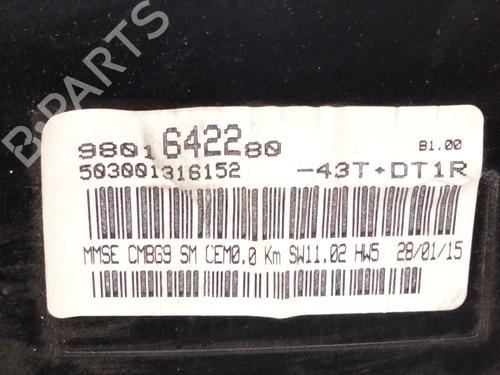 B-PARTS
9801642280 B1.00
503001316152 -43T+DT1R
MMSE CMBG9 SM CEM0.0 Km SW11.02 HW5 28/01/15